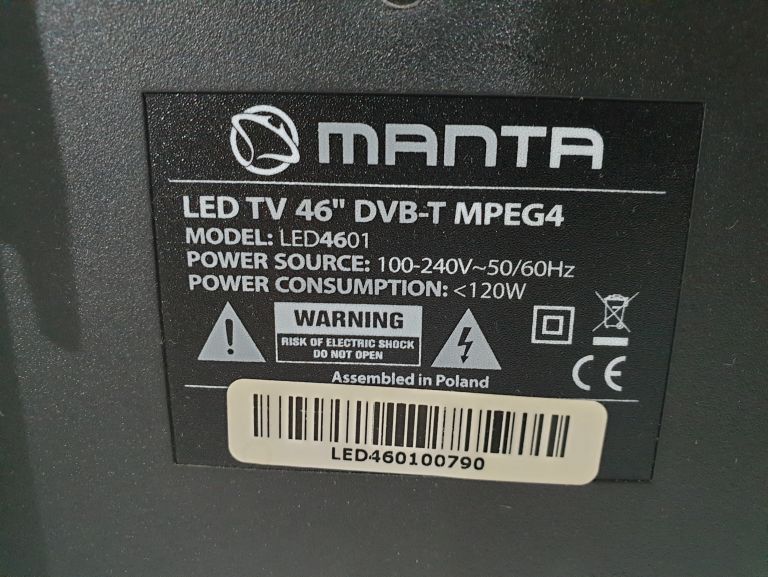 MANTA
LED TV 46" DVB-T MPEG4
MODEL: LED4601
POWER SOURCE: 100-240V~50/60Hz
POWER CONSUMPTION: <120W
WARNING
RISK OF ELECTRIC SHOCK
DO NOT OPEN
CE
Assembled in Poland
LED460100790